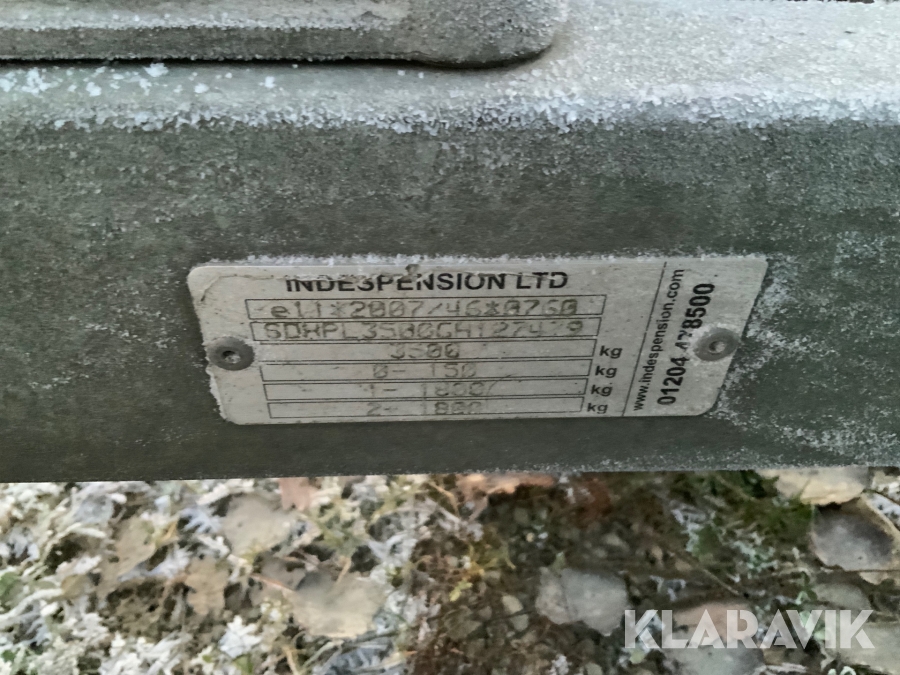 INDESPENSION LTD
e11*2007/46*0760
3500 kg
0- 150 kg
1- 1800 kg
2- 1800 kg
www.indespension.com
01204 478500
KLARAVIK